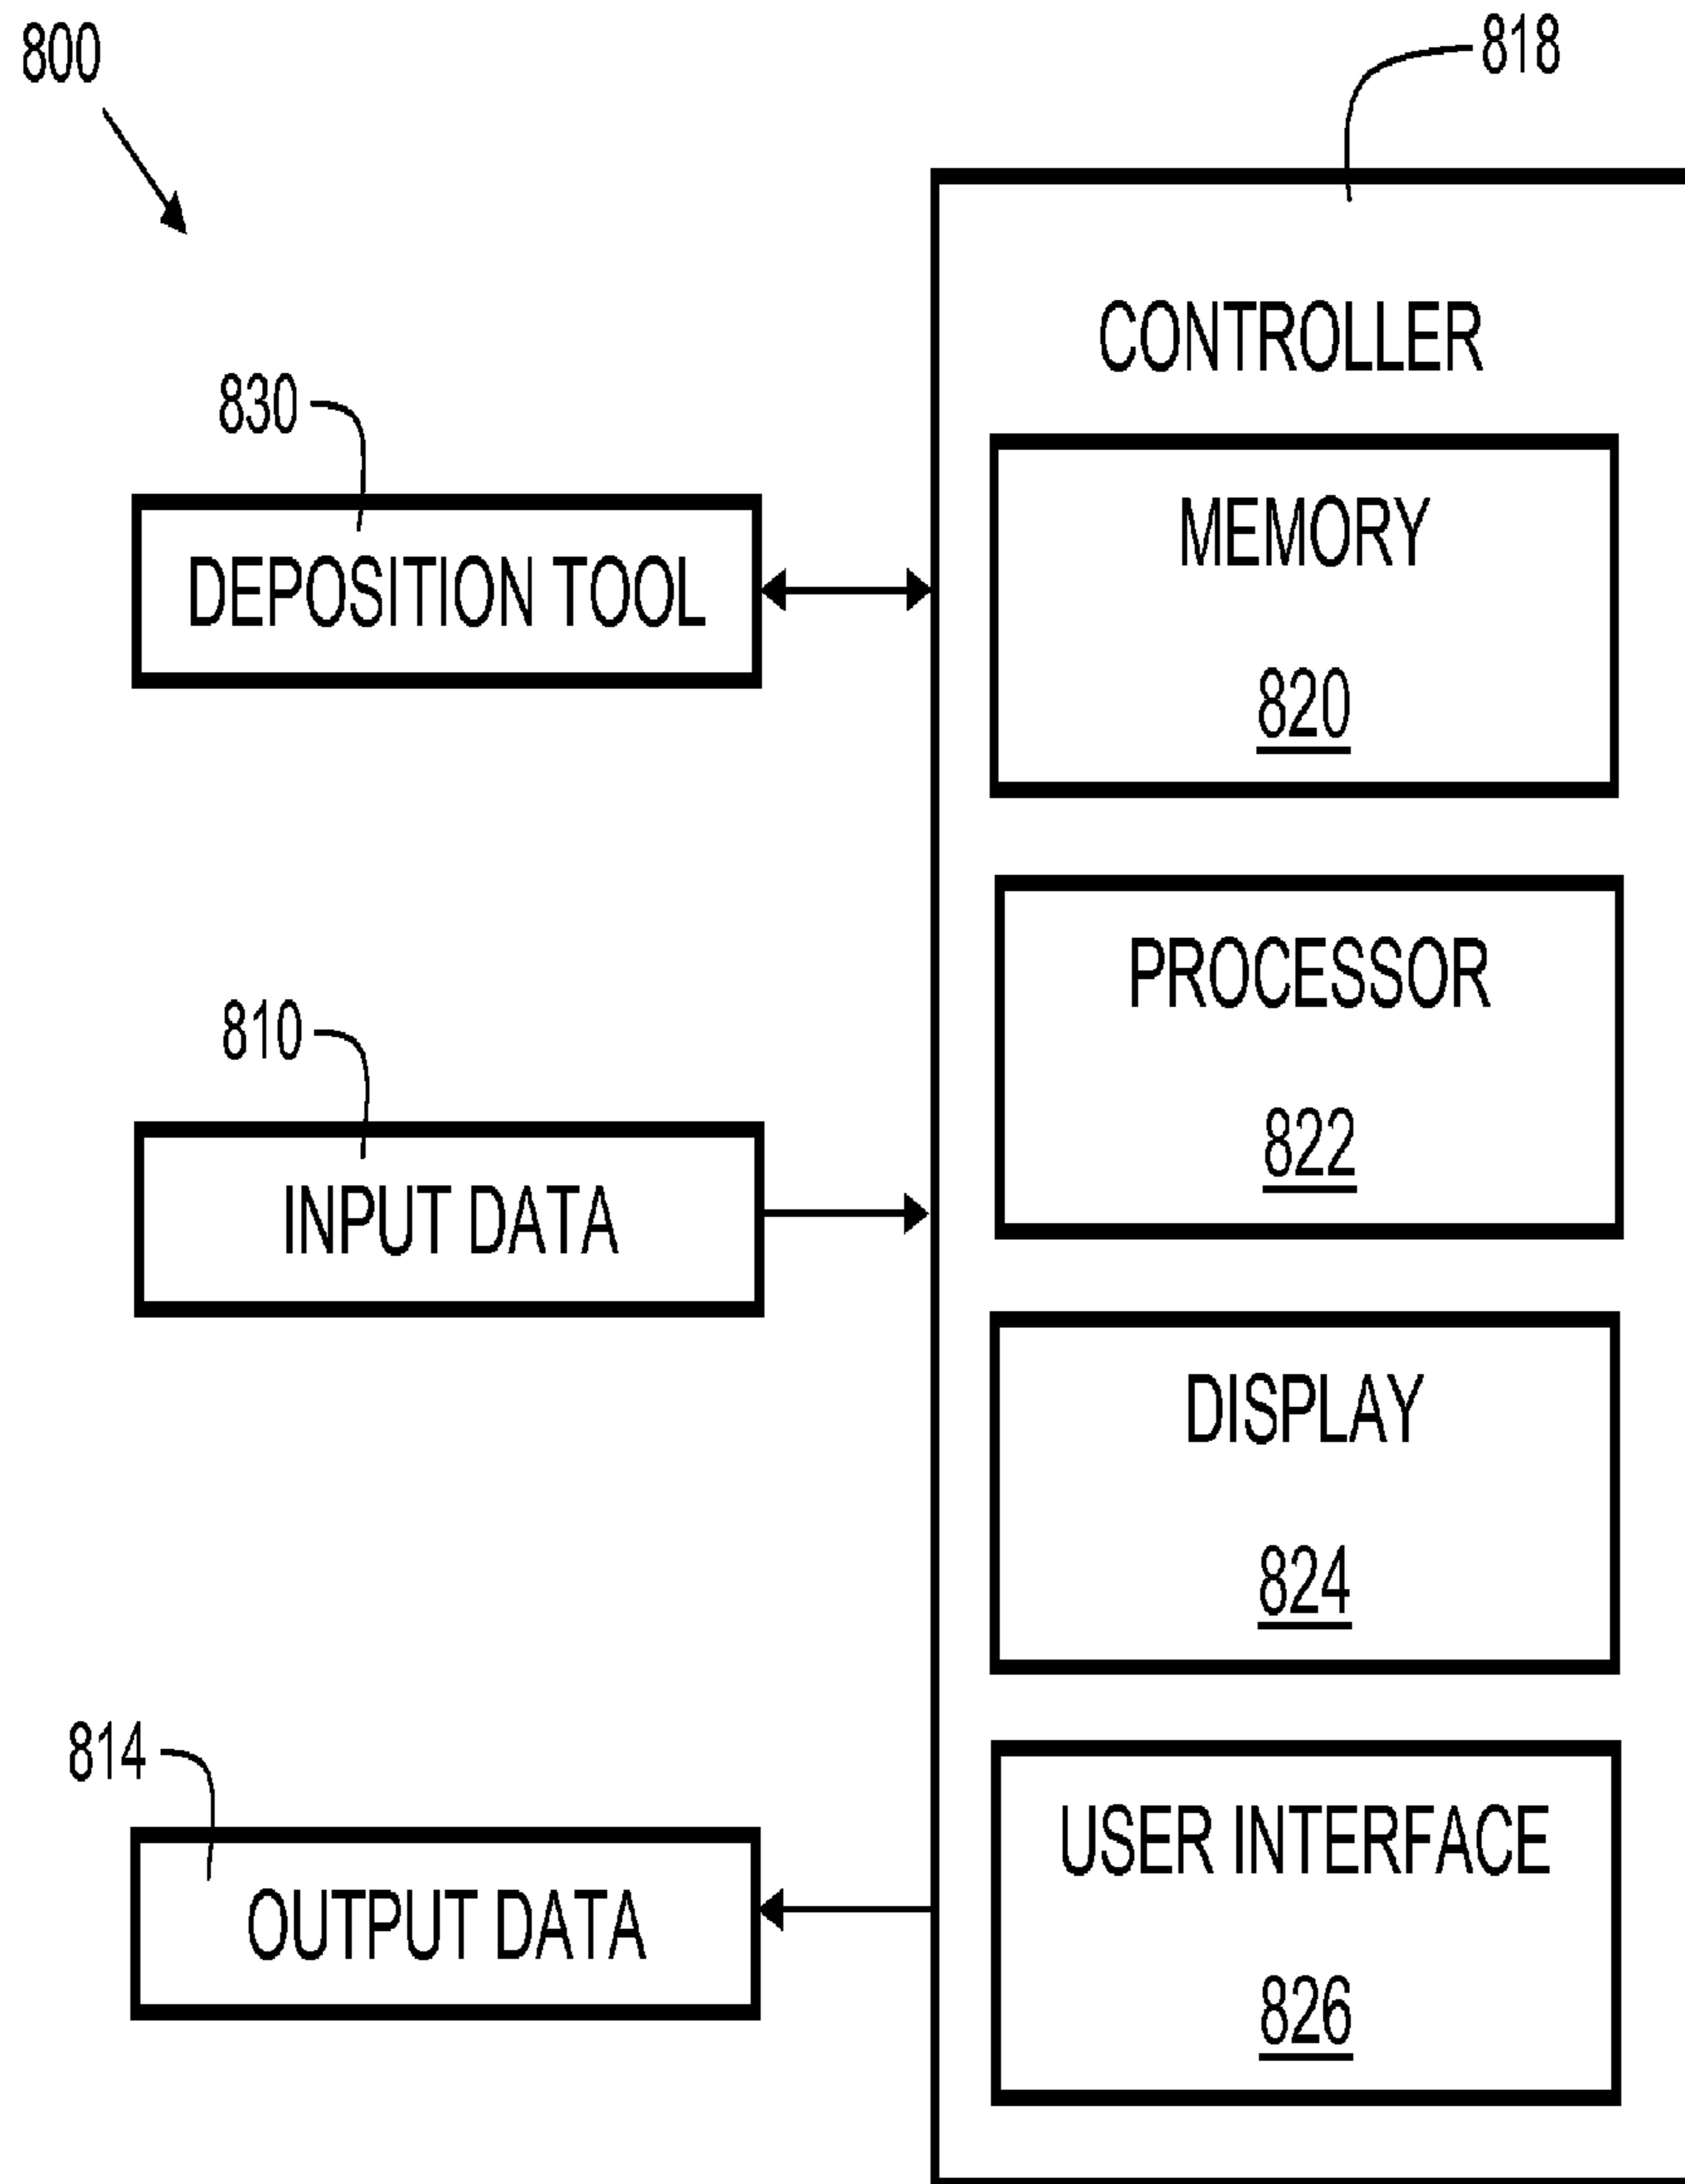 800
818
CONTROLLER
830
DEPOSITION TOOL
MEMORY
820
PROCESSOR
822
810
INPUT DATA
DISPLAY
824
814
OUTPUT DATA
USER INTERFACE
826